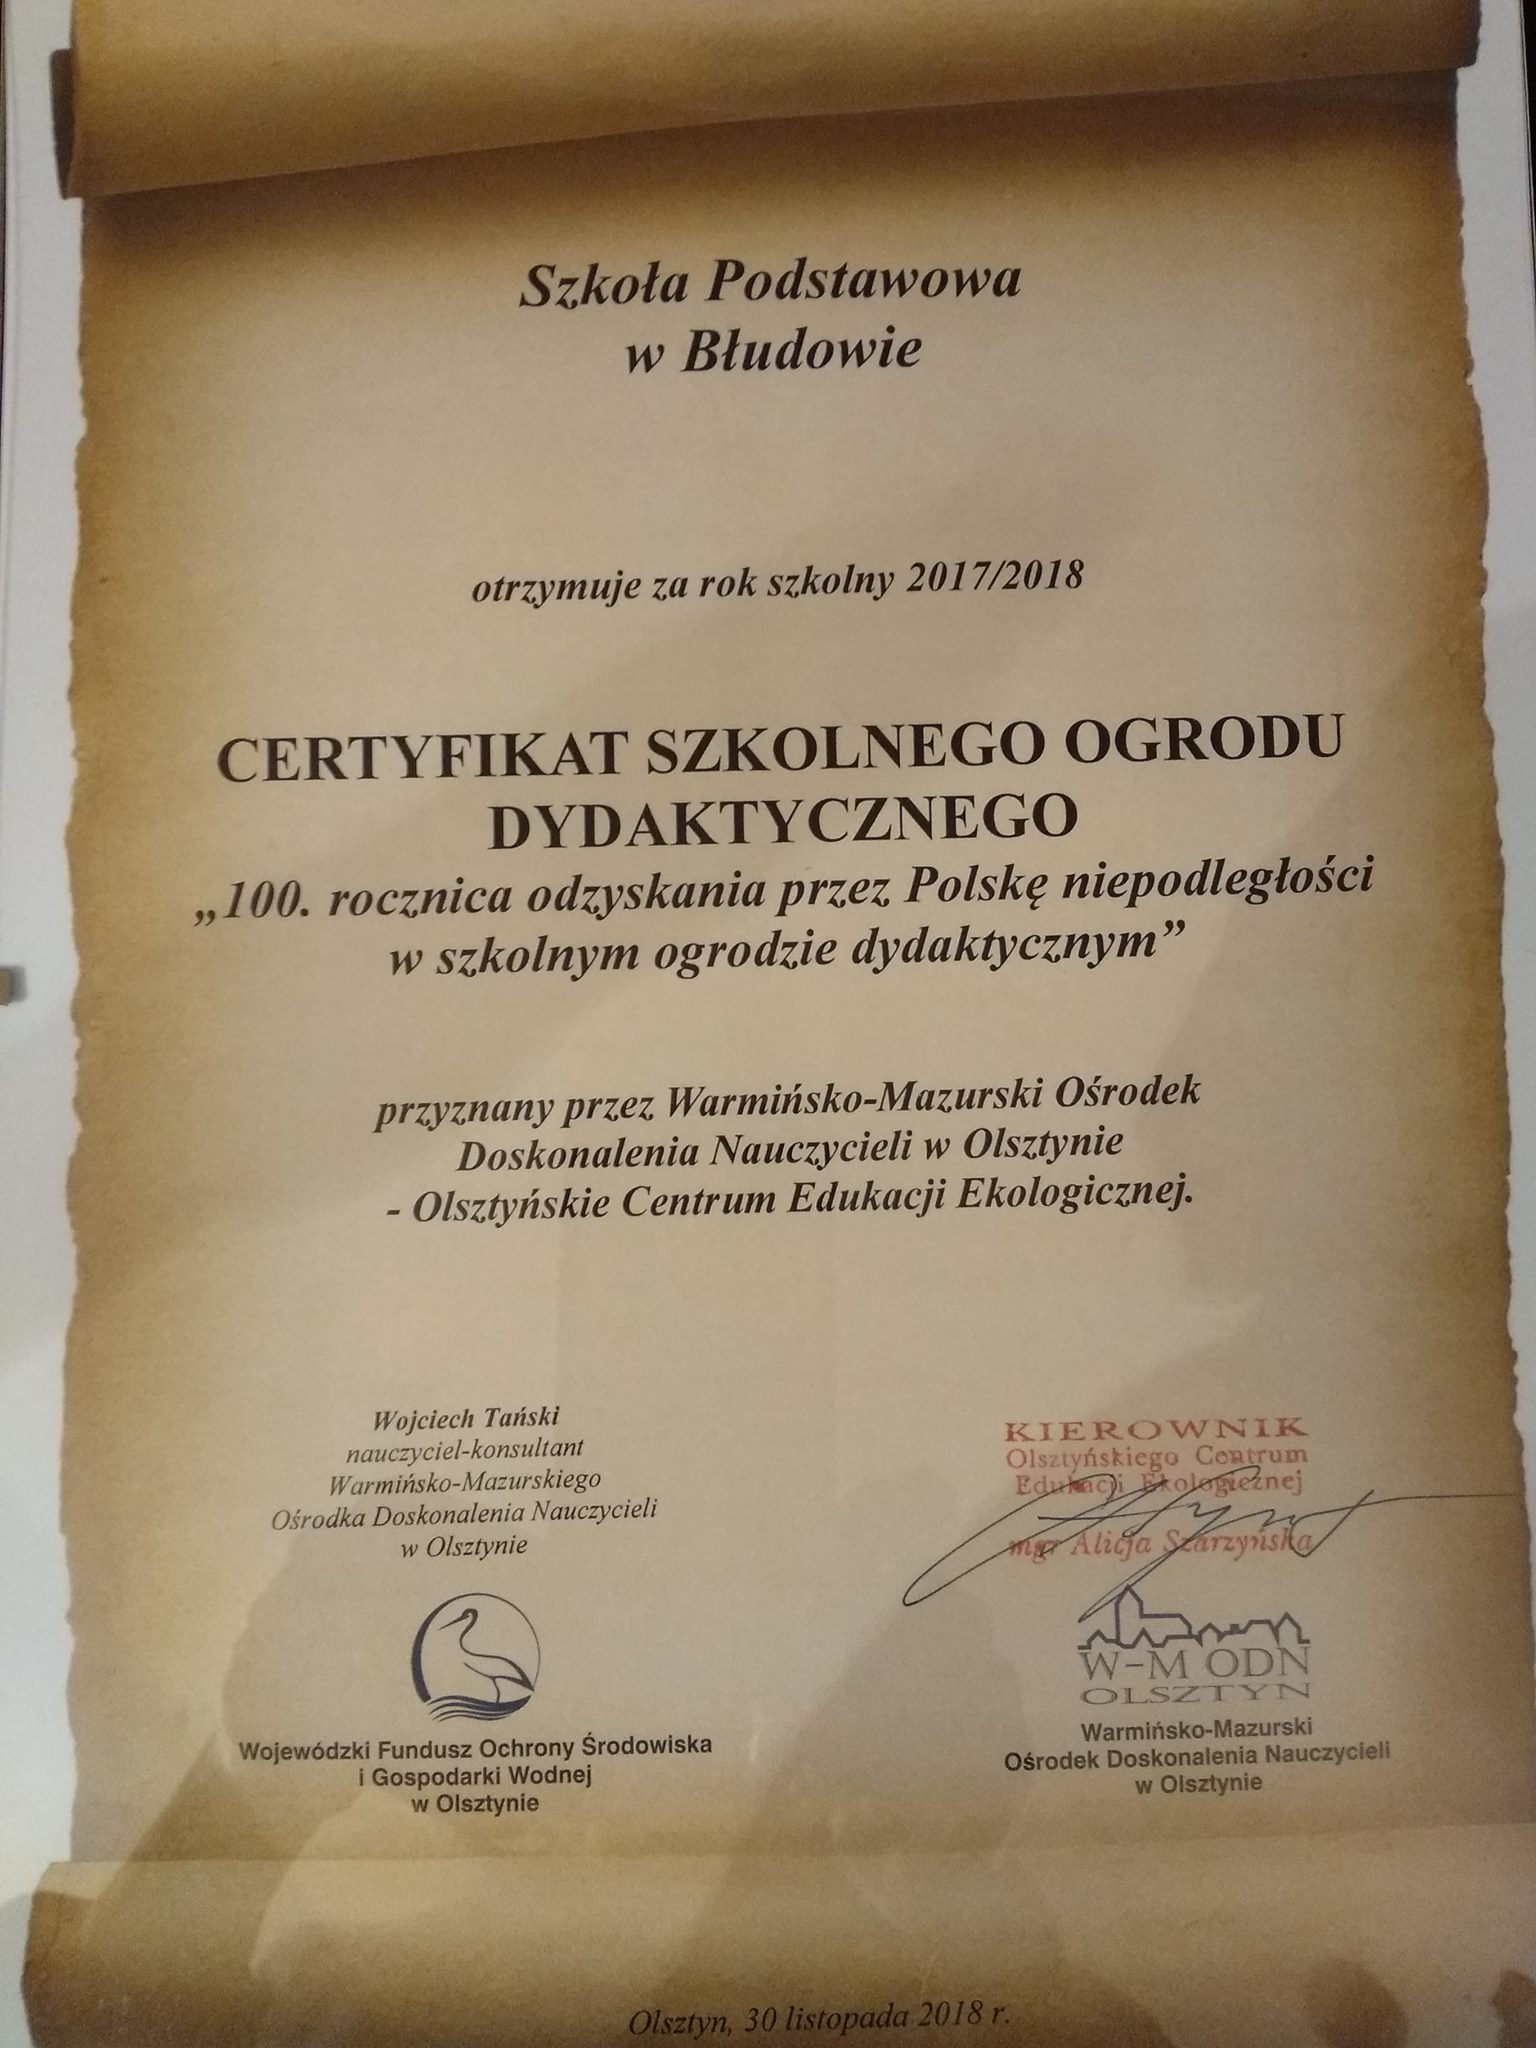 Szkoła Podstawowa
w Błudowie
otrzymuje za rok szkolny 2017/2018
CERTYFIKAT SZKOLNEGO OGRODU
DYDAKTYCZNEGO
„100. rocznica odzyskania przez Polskę niepodległości
w szkolnym ogrodzie dydaktycznym”
przyznany przez Warmińsko-Mazurski Ośrodek
Doskonalenia Nauczycieli w Olsztynie
- Olsztyńskie Centrum Edukacji Ekologicznej.
Wojciech Tański
nauczyciel-konsultant
Warmińsko-Mazurskiego
Ośrodka Doskonalenia Nauczycieli
w Olsztynie
Wojewódzki Fundusz Ochrony Środowiska
i Gospodarki Wodnej
w Olsztynie
KIEROWNIK
Olsztyńskiego Centrum
Edukacji Ekologicznej
mgr Alicja Szarzyńska
W-M ODN
OLSZTYN
Warmińsko-Mazurski
Ośrodek Doskonalenia Nauczycieli
w Olsztynie
Olsztyn, 30 listopada 2018 r.